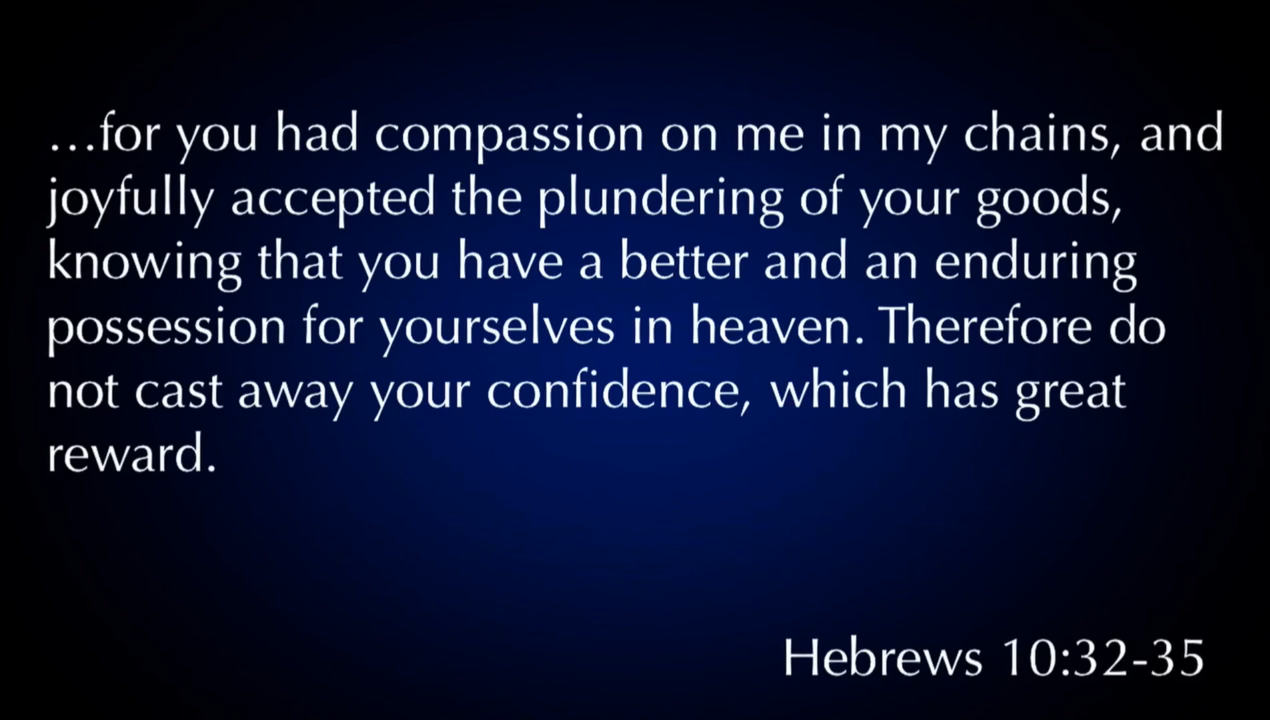 …for you had compassion on me in my chains, and
joyfully accepted the plundering of your goods,
knowing that you have a better and an enduring
possession for yourselves in heaven. Therefore do
not cast away your confidence, which has great
reward.
Hebrews 10:32-35